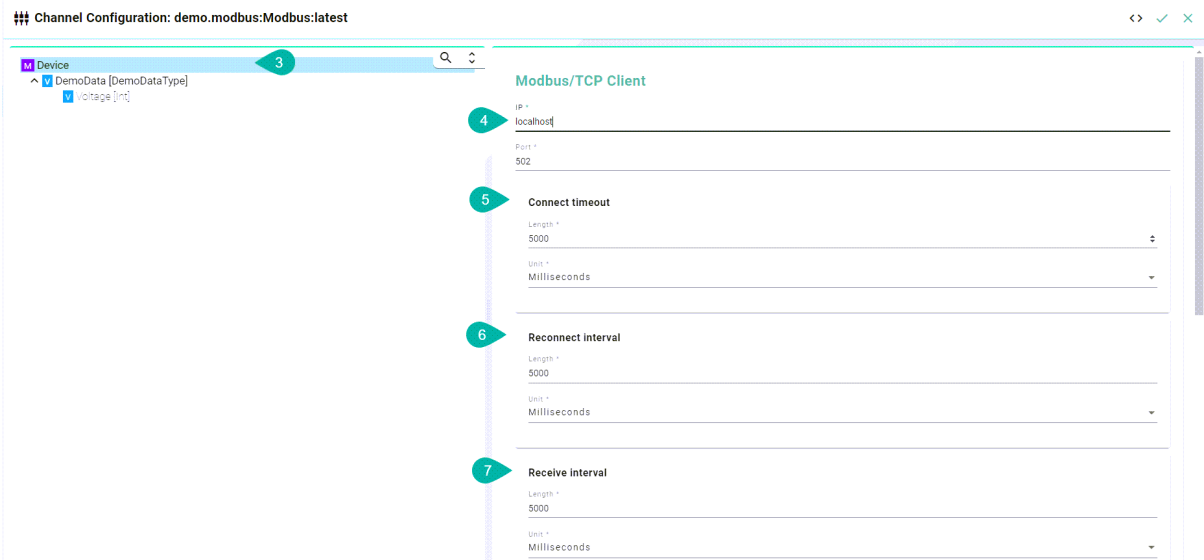 Channel Configuration: demo.modbus:Modbus:latest
M Device
3
v DemoData [DemoDataType]
v Voltage [Int]
Modbus/TCP Client
IP *
4
localhost
Port *
502
5
Connect timeout
Length *
5000
Unit *
Milliseconds
6
Reconnect interval
Length *
5000
Unit *
Milliseconds
7
Receive interval
Length *
5000
Unit *
Milliseconds